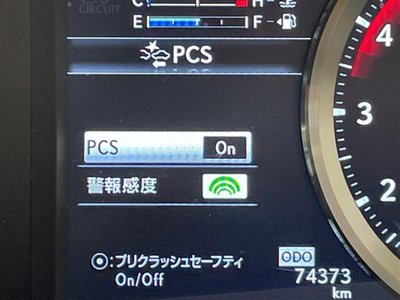 CIRCUIT
C H
E F
PCS
PCS On
警報感度
4
3
2
◎:プリクラッシュセーフティ
On/Off
ODO
74373
km